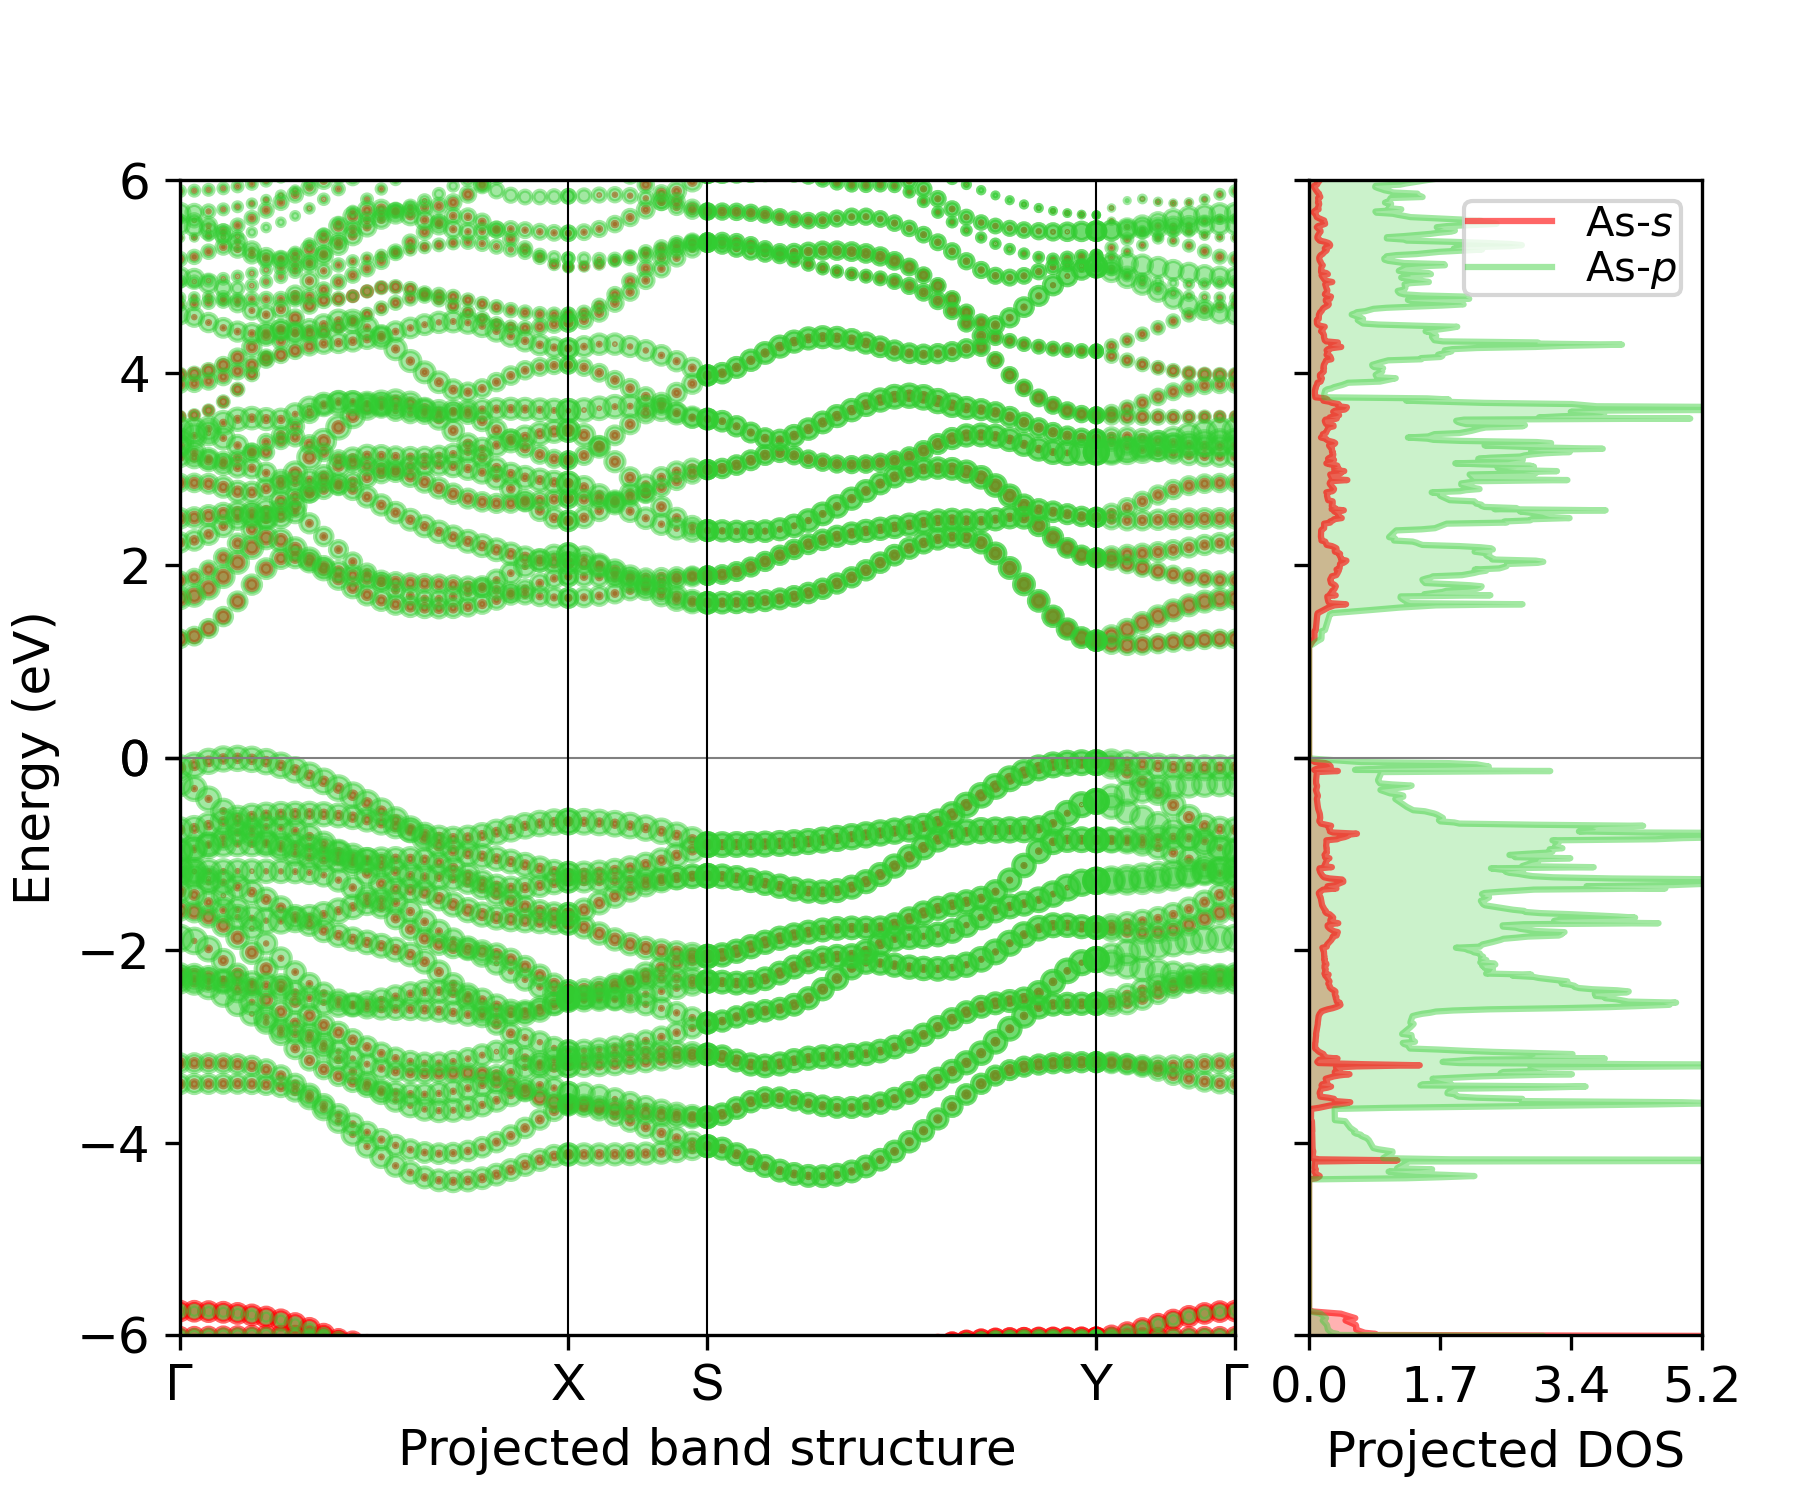 Energy (eV)
6
4
2
0
−2
−4
−6
Γ X S Y Γ
Projected band structure
As-s
As-p
0.0 1.7 3.4 5.2
Projected DOS